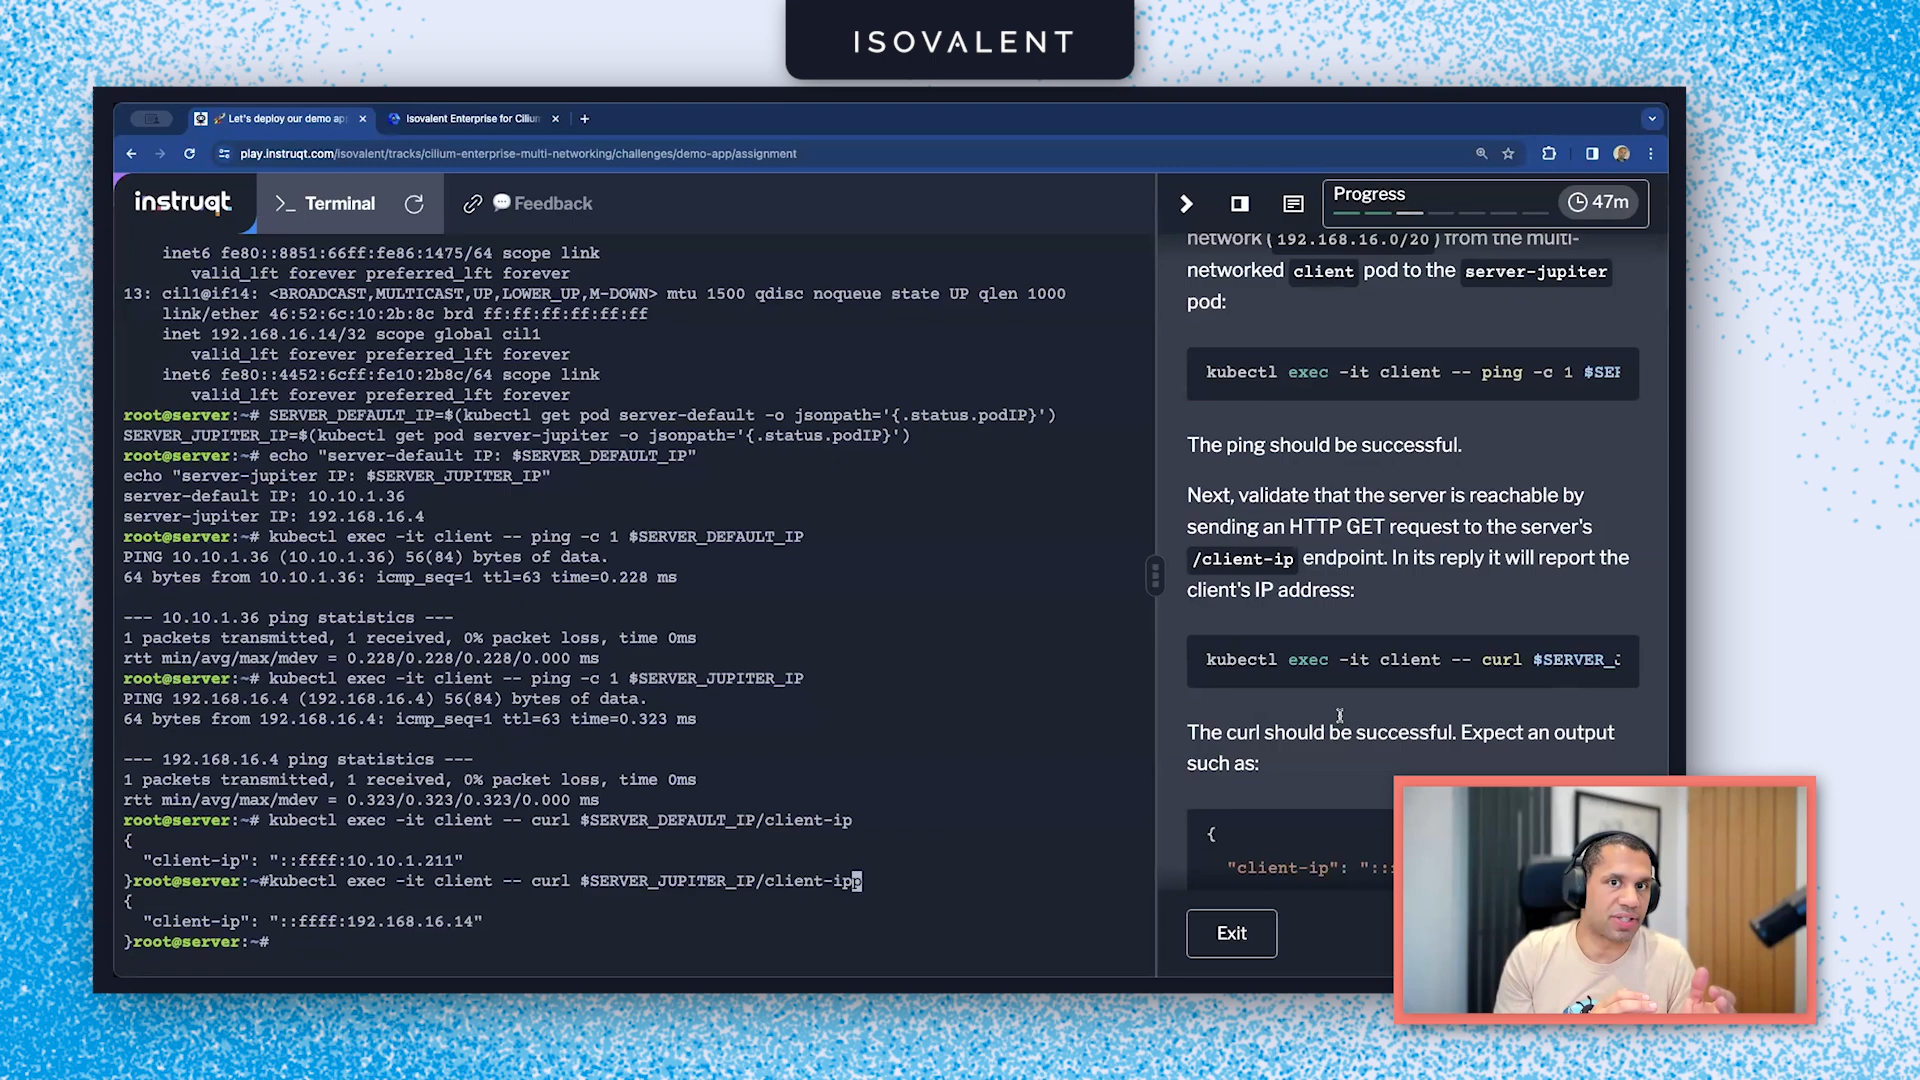 ISOVALENT
Let's deploy our demo ap
Isovalent Enterprise for Cilium
play.instruqt.com/isovalent/tracks/cilium-enterprise-multi-networking/challenges/demo-app/assignment
instruqt
>_ Terminal
Feedback
Progress
47m
inet6 fe80::8851:66ff:fe86:1475/64 scope link
valid_lft forever preferred_lft forever
13: cil1@if14: <BROADCAST,MULTICAST,UP,LOWER_UP,M-DOWN> mtu 1500 qdisc noqueue state UP qlen 1000
link/ether 46:52:6c:10:2b:8c brd ff:ff:ff:ff:ff:ff
inet 192.168.16.14/32 scope global cil1
valid_lft forever preferred_lft forever
inet6 fe80::4452:6cff:fe10:2b8c/64 scope link
valid_lft forever preferred_lft forever
root@server:~# SERVER_DEFAULT_IP=$(kubectl get pod server-default -o jsonpath='{.status.podIP}')
SERVER_JUPITER_IP=$(kubectl get pod server-jupiter -o jsonpath='{.status.podIP}')
root@server:~# echo "server-default IP: $SERVER_DEFAULT_IP"
echo "server-jupiter IP: $SERVER_JUPITER_IP"
server-default IP: 10.10.1.36
server-jupiter IP: 192.168.16.4
root@server:~# kubectl exec -it client -- ping -c 1 $SERVER_DEFAULT_IP
PING 10.10.1.36 (10.10.1.36) 56(84) bytes of data.
64 bytes from 10.10.1.36: icmp_seq=1 ttl=63 time=0.228 ms
--- 10.10.1.36 ping statistics ---
1 packets transmitted, 1 received, 0% packet loss, time 0ms
rtt min/avg/max/mdev = 0.228/0.228/0.228/0.000 ms
root@server:~# kubectl exec -it client -- ping -c 1 $SERVER_JUPITER_IP
PING 192.168.16.4 (192.168.16.4) 56(84) bytes of data.
64 bytes from 192.168.16.4: icmp_seq=1 ttl=63 time=0.323 ms
--- 192.168.16.4 ping statistics ---
1 packets transmitted, 1 received, 0% packet loss, time 0ms
rtt min/avg/max/mdev = 0.323/0.323/0.323/0.000 ms
root@server:~# kubectl exec -it client -- curl $SERVER_DEFAULT_IP/client-ip
{
"client-ip": "::ffff:10.10.1.211"
}root@server:~#kubectl exec -it client -- curl $SERVER_JUPITER_IP/client-ipp
{
"client-ip": "::ffff:192.168.16.14"
}root@server:~#
network ( 192.168.16.0/20 ) from the multi-
networked client pod to the server-jupiter
pod:
kubectl exec -it client -- ping -c 1 $SER
The ping should be successful.
Next, validate that the server is reachable by
sending an HTTP GET request to the server's
/client-ip endpoint. In its reply it will report the
client's IP address:
kubectl exec -it client -- curl $SERVER_J
The curl should be successful. Expect an output
such as:
{
"client-ip": "::
Exit